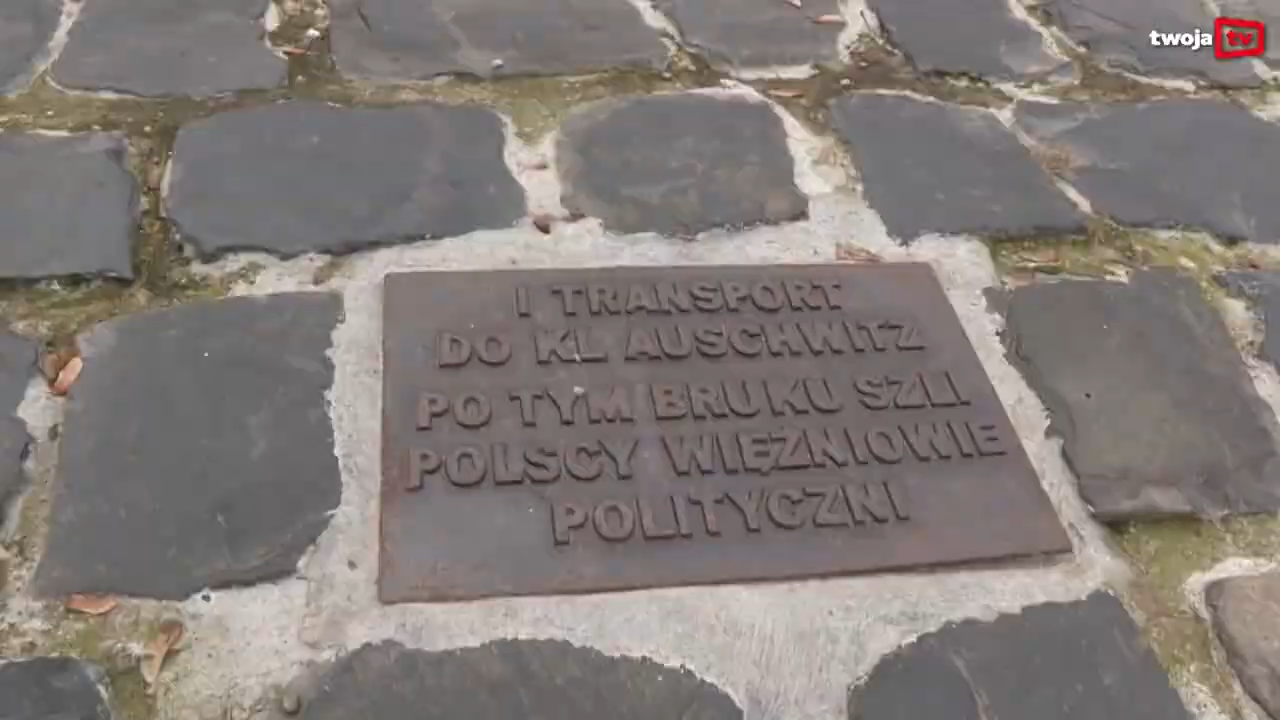 twoja tv
I TRANSPORT
DO KL AUSCHWITZ
PO TYM BRUKU SZLI
POLSCY WIĘŹNIOWIE
POLITYCZNI